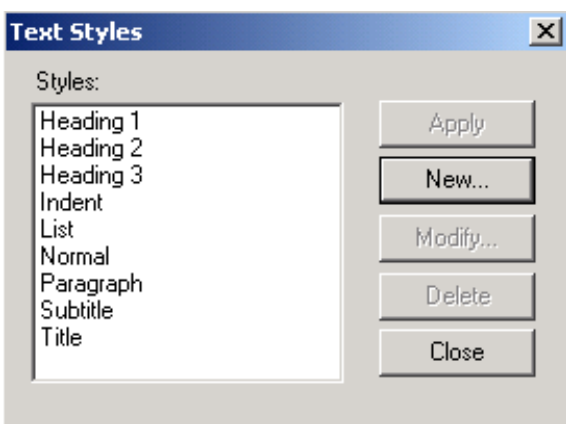 Text Styles
Styles:
Heading 1
Heading 2
Heading 3
Indent
List
Normal
Paragraph
Subtitle
Title
Apply
New...
Modify...
Delete
Close